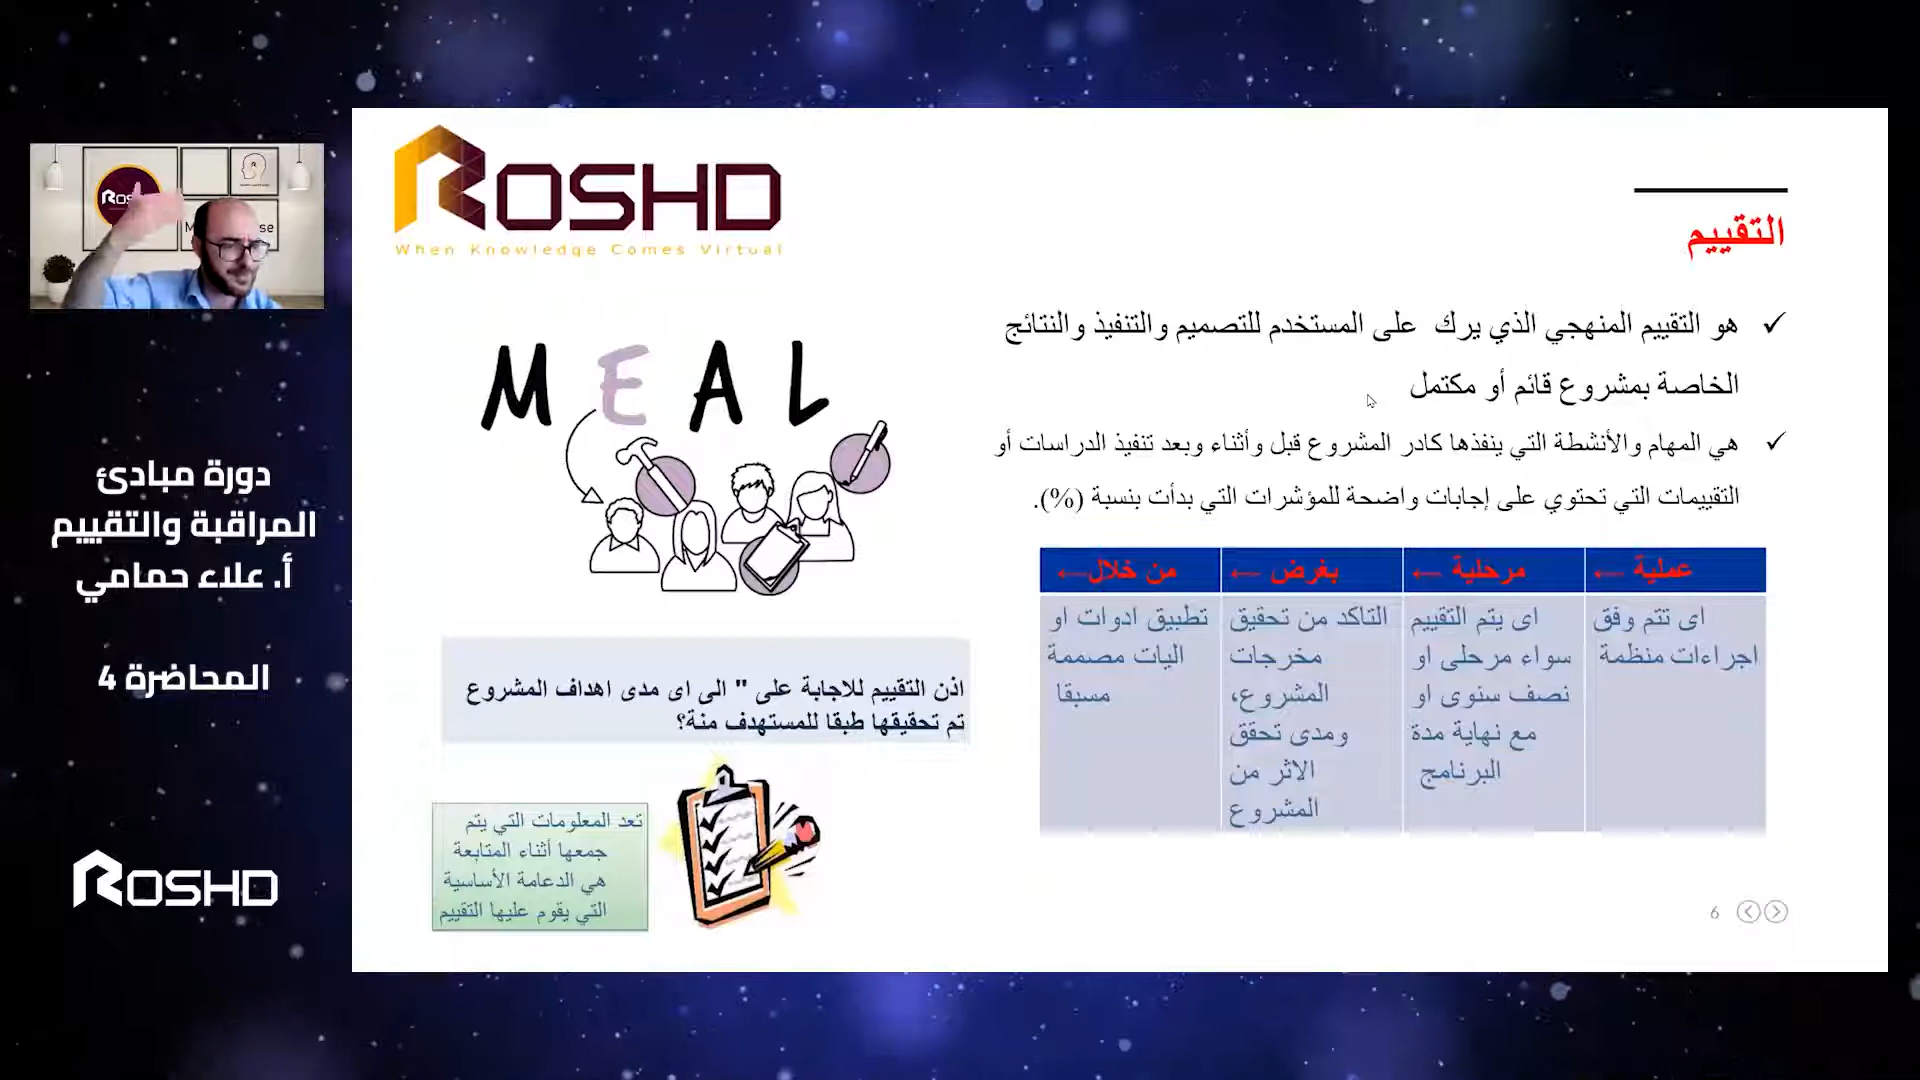 ROSHD
When Knowledge Comes Virtual
التقييم
هو التقييم المنهجي الذي يرك على المستخدم للتصميم والتنفيذ والنتائج
الخاصة بمشروع قائم أو مكتمل
هي المهام والأنشطة التي ينفذها كادر المشروع قبل وأثناء وبعد تنفيذ الدراسات أو
التقييمات التي تحتوي على إجابات واضحة للمؤشرات التي بدأت بنسبة (%).
عملية ←
مرحلية ←
بغرض ←
من خلال←
اى تتم وفق
اجراءات منظمة
اى يتم التقييم
سواء مرحلى او
نصف سنوى او
مع نهاية مدة
البرنامج
التاكد من تحقيق
مخرجات
المشروع،
ومدى تحقق
الاثر من
المشروع
تطبيق ادوات او
اليات مصممة
مسبقا
MEAL
اذن التقييم للاجابة على " الى اى مدى اهداف المشروع
تم تحقيقها طبقا للمستهدف منة؟
تعد المعلومات التي يتم
جمعها أثناء المتابعة
هي الدعامة الأساسية
التي يقوم عليها التقييم
6
دورة مبادئ
المراقبة والتقييم
أ. علاء حمامي
المحاضرة 4
ROSHD